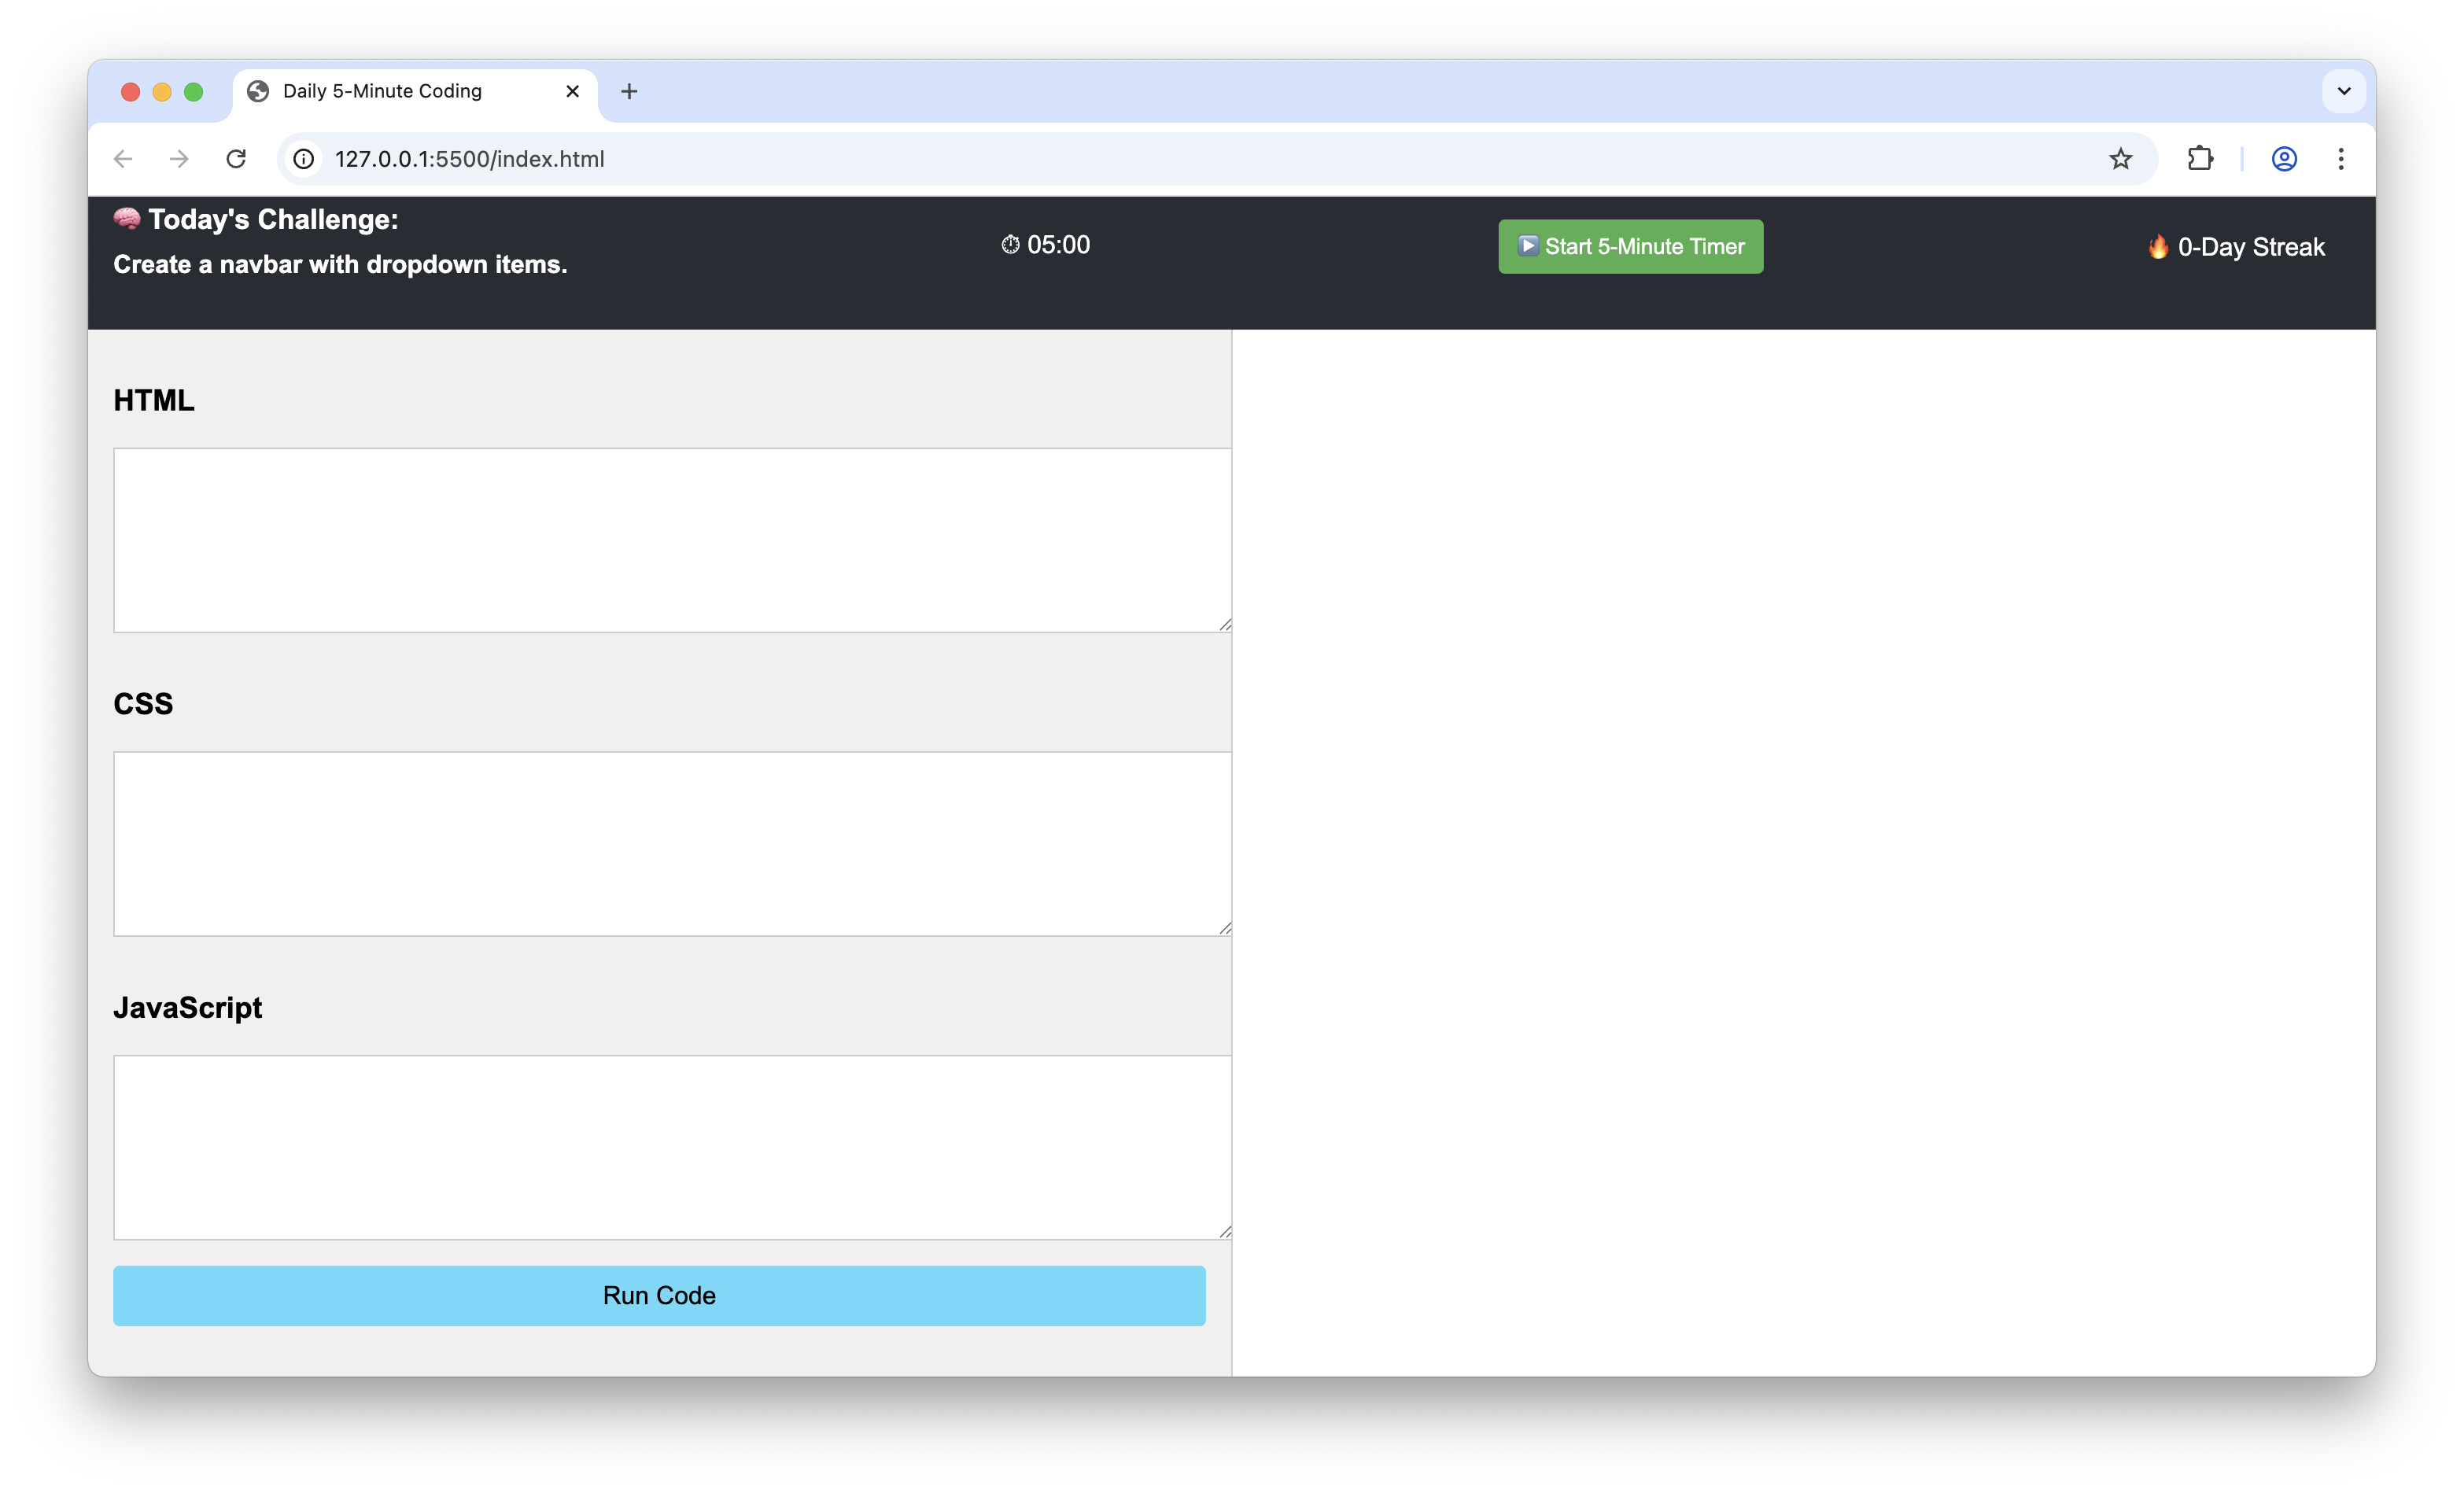 Daily 5-Minute Coding
127.0.0.1:5500/index.html
🧠 Today's Challenge:
Create a navbar with dropdown items.
⏱ 05:00
▶️ Start 5-Minute Timer
🔥 0-Day Streak
HTML
CSS
JavaScript
Run Code